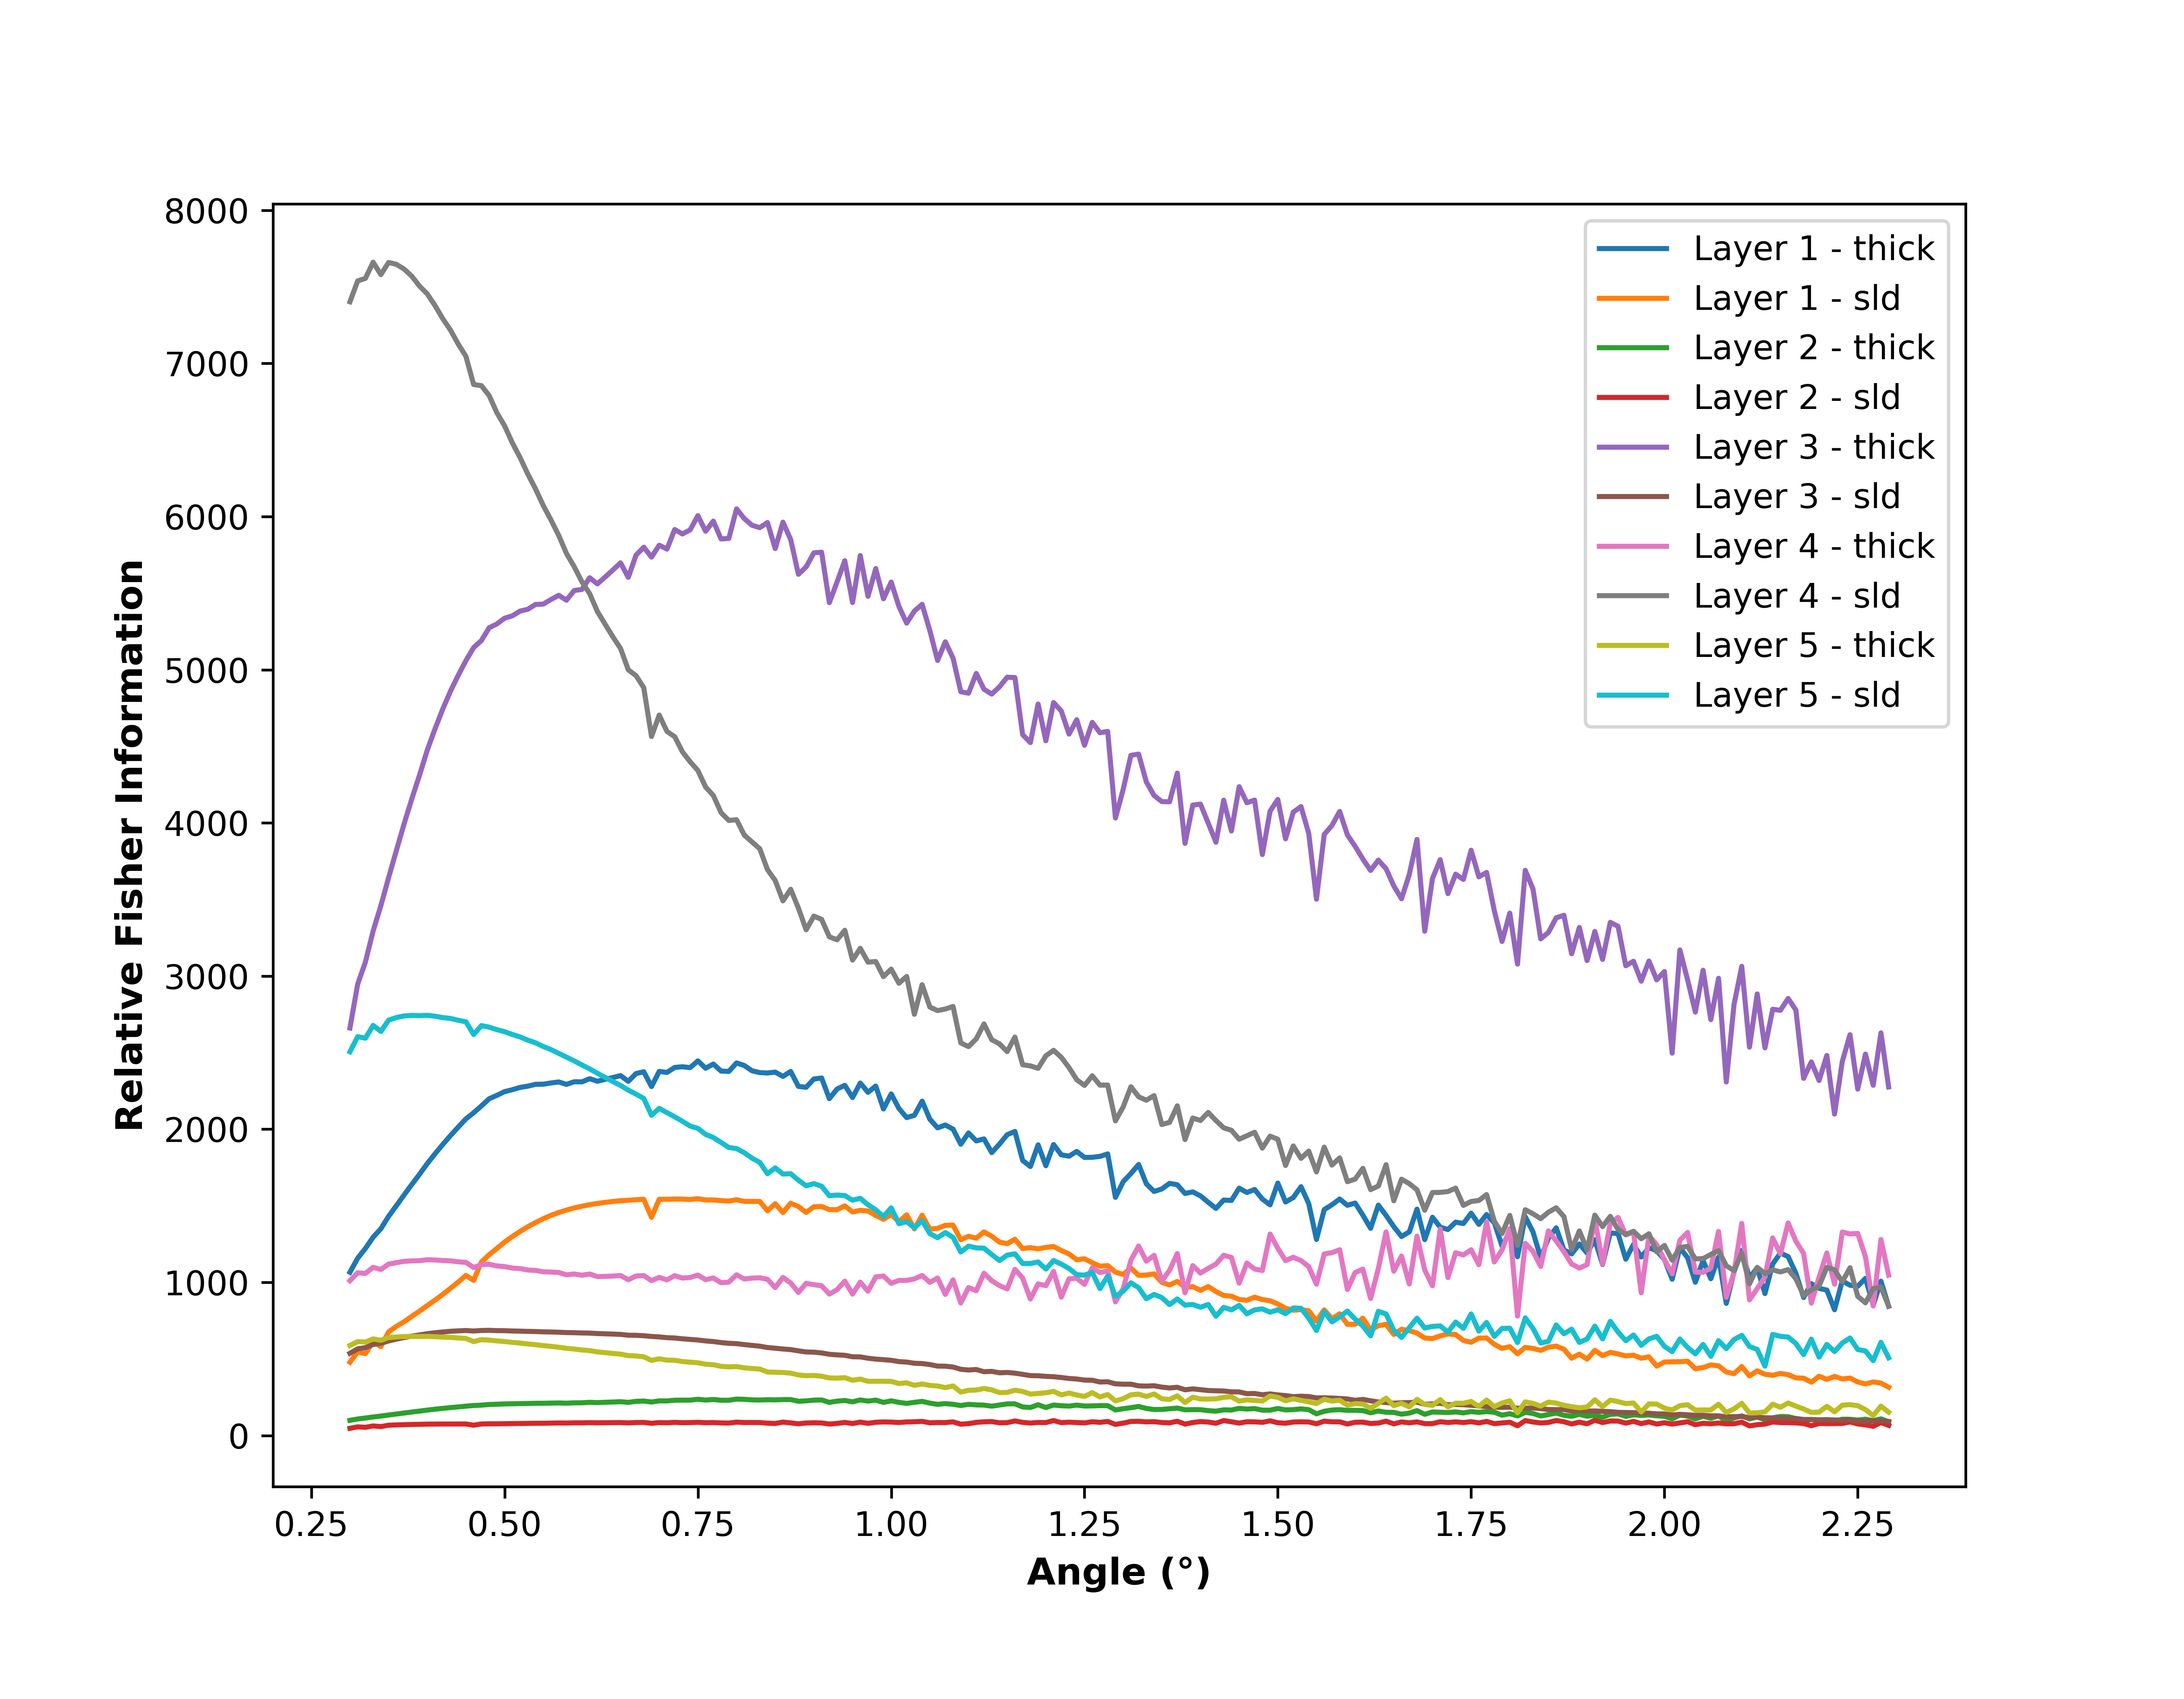 8000
7000
6000
5000
4000
3000
2000
1000
0
Relative Fisher Information
0.25 0.50 0.75 1.00 1.25 1.50 1.75 2.00 2.25
Angle (°)
Layer 1 - thick
Layer 1 - sld
Layer 2 - thick
Layer 2 - sld
Layer 3 - thick
Layer 3 - sld
Layer 4 - thick
Layer 4 - sld
Layer 5 - thick
Layer 5 - sld